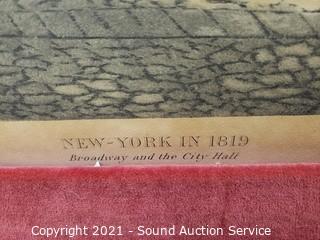 NEW-YORK IN 1819
Broadway and the City Hall
Copyright 2021 - Sound Auction Service